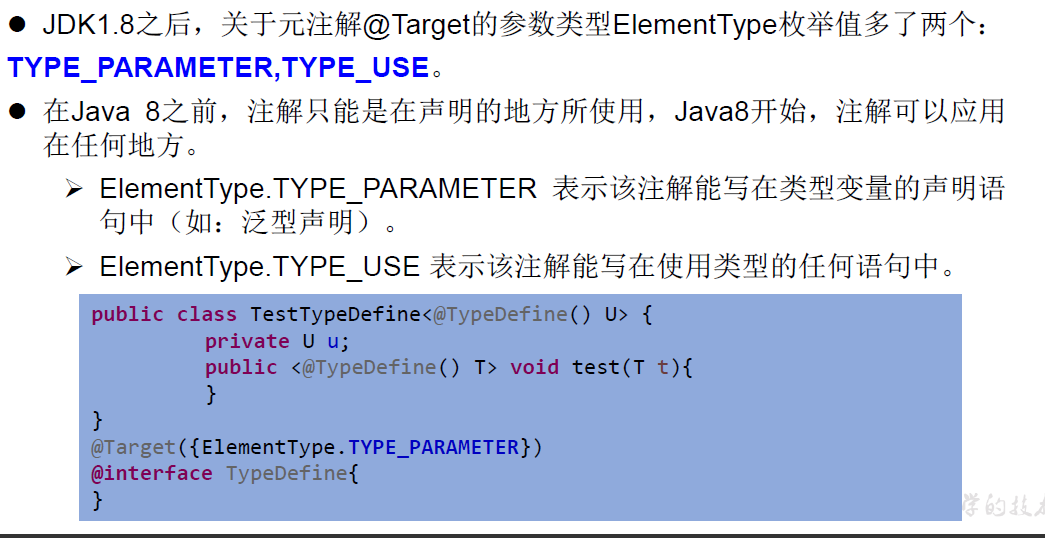 ● JDK1.8之后，关于元注解@Target的参数类型ElementType枚举值多了两个：
TYPE_PARAMETER,TYPE_USE。
● 在Java 8之前，注解只能是在声明的地方所使用，Java8开始，注解可以应用
在任何地方。
➢ ElementType.TYPE_PARAMETER 表示该注解能写在类型变量的声明语
句中（如：泛型声明）。
➢ ElementType.TYPE_USE 表示该注解能写在使用类型的任何语句中。
public class TestTypeDefine<@TypeDefine() U> {
private U u;
public <@TypeDefine() T> void test(T t){
}
}
@Target({ElementType.TYPE_PARAMETER})
@interface TypeDefine{
}
学的技